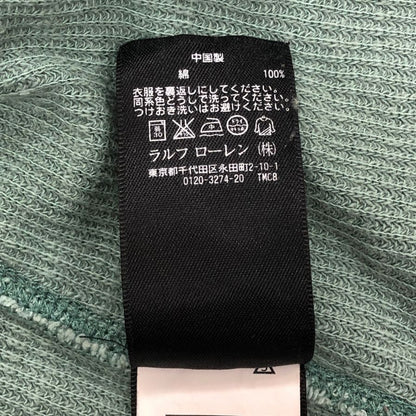 中国製
綿 100%
衣服を裏返しにしてください。
同系色どうしで洗ってください。
つけおき洗いはお避けください。
ラルフ ローレン (株)
東京都千代田区永田町2-10-1
0120-3274-20 TMCB